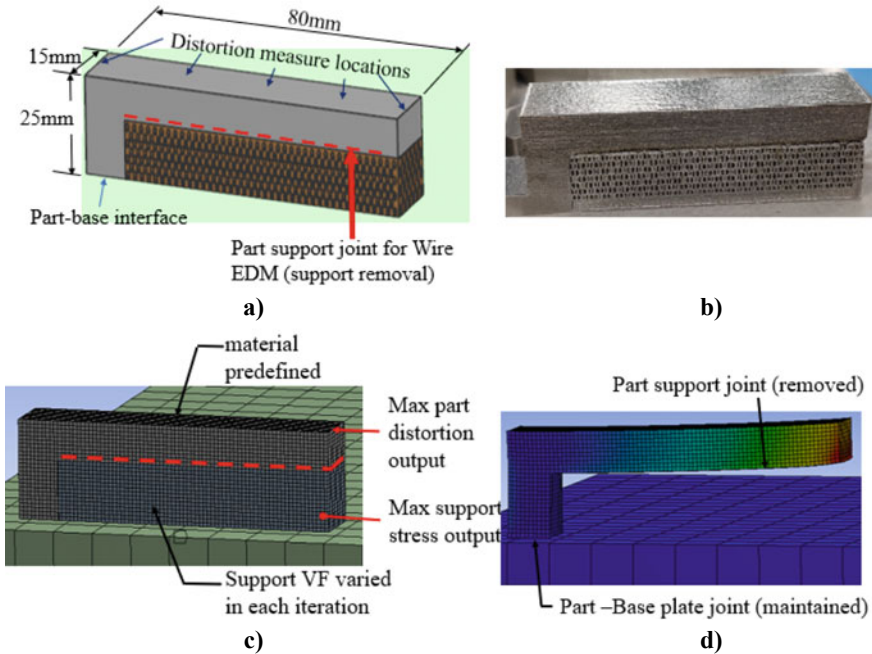 80mm
15mm
Distortion measure locations
25mm
Part-base interface
Part support joint for Wire
EDM (support removal)
a)
b)
material
predefined
Max part
distortion
output
Max support
stress output
Support VF varied
in each iteration
c)
Part support joint (removed)
Part –Base plate joint (maintained)
d)